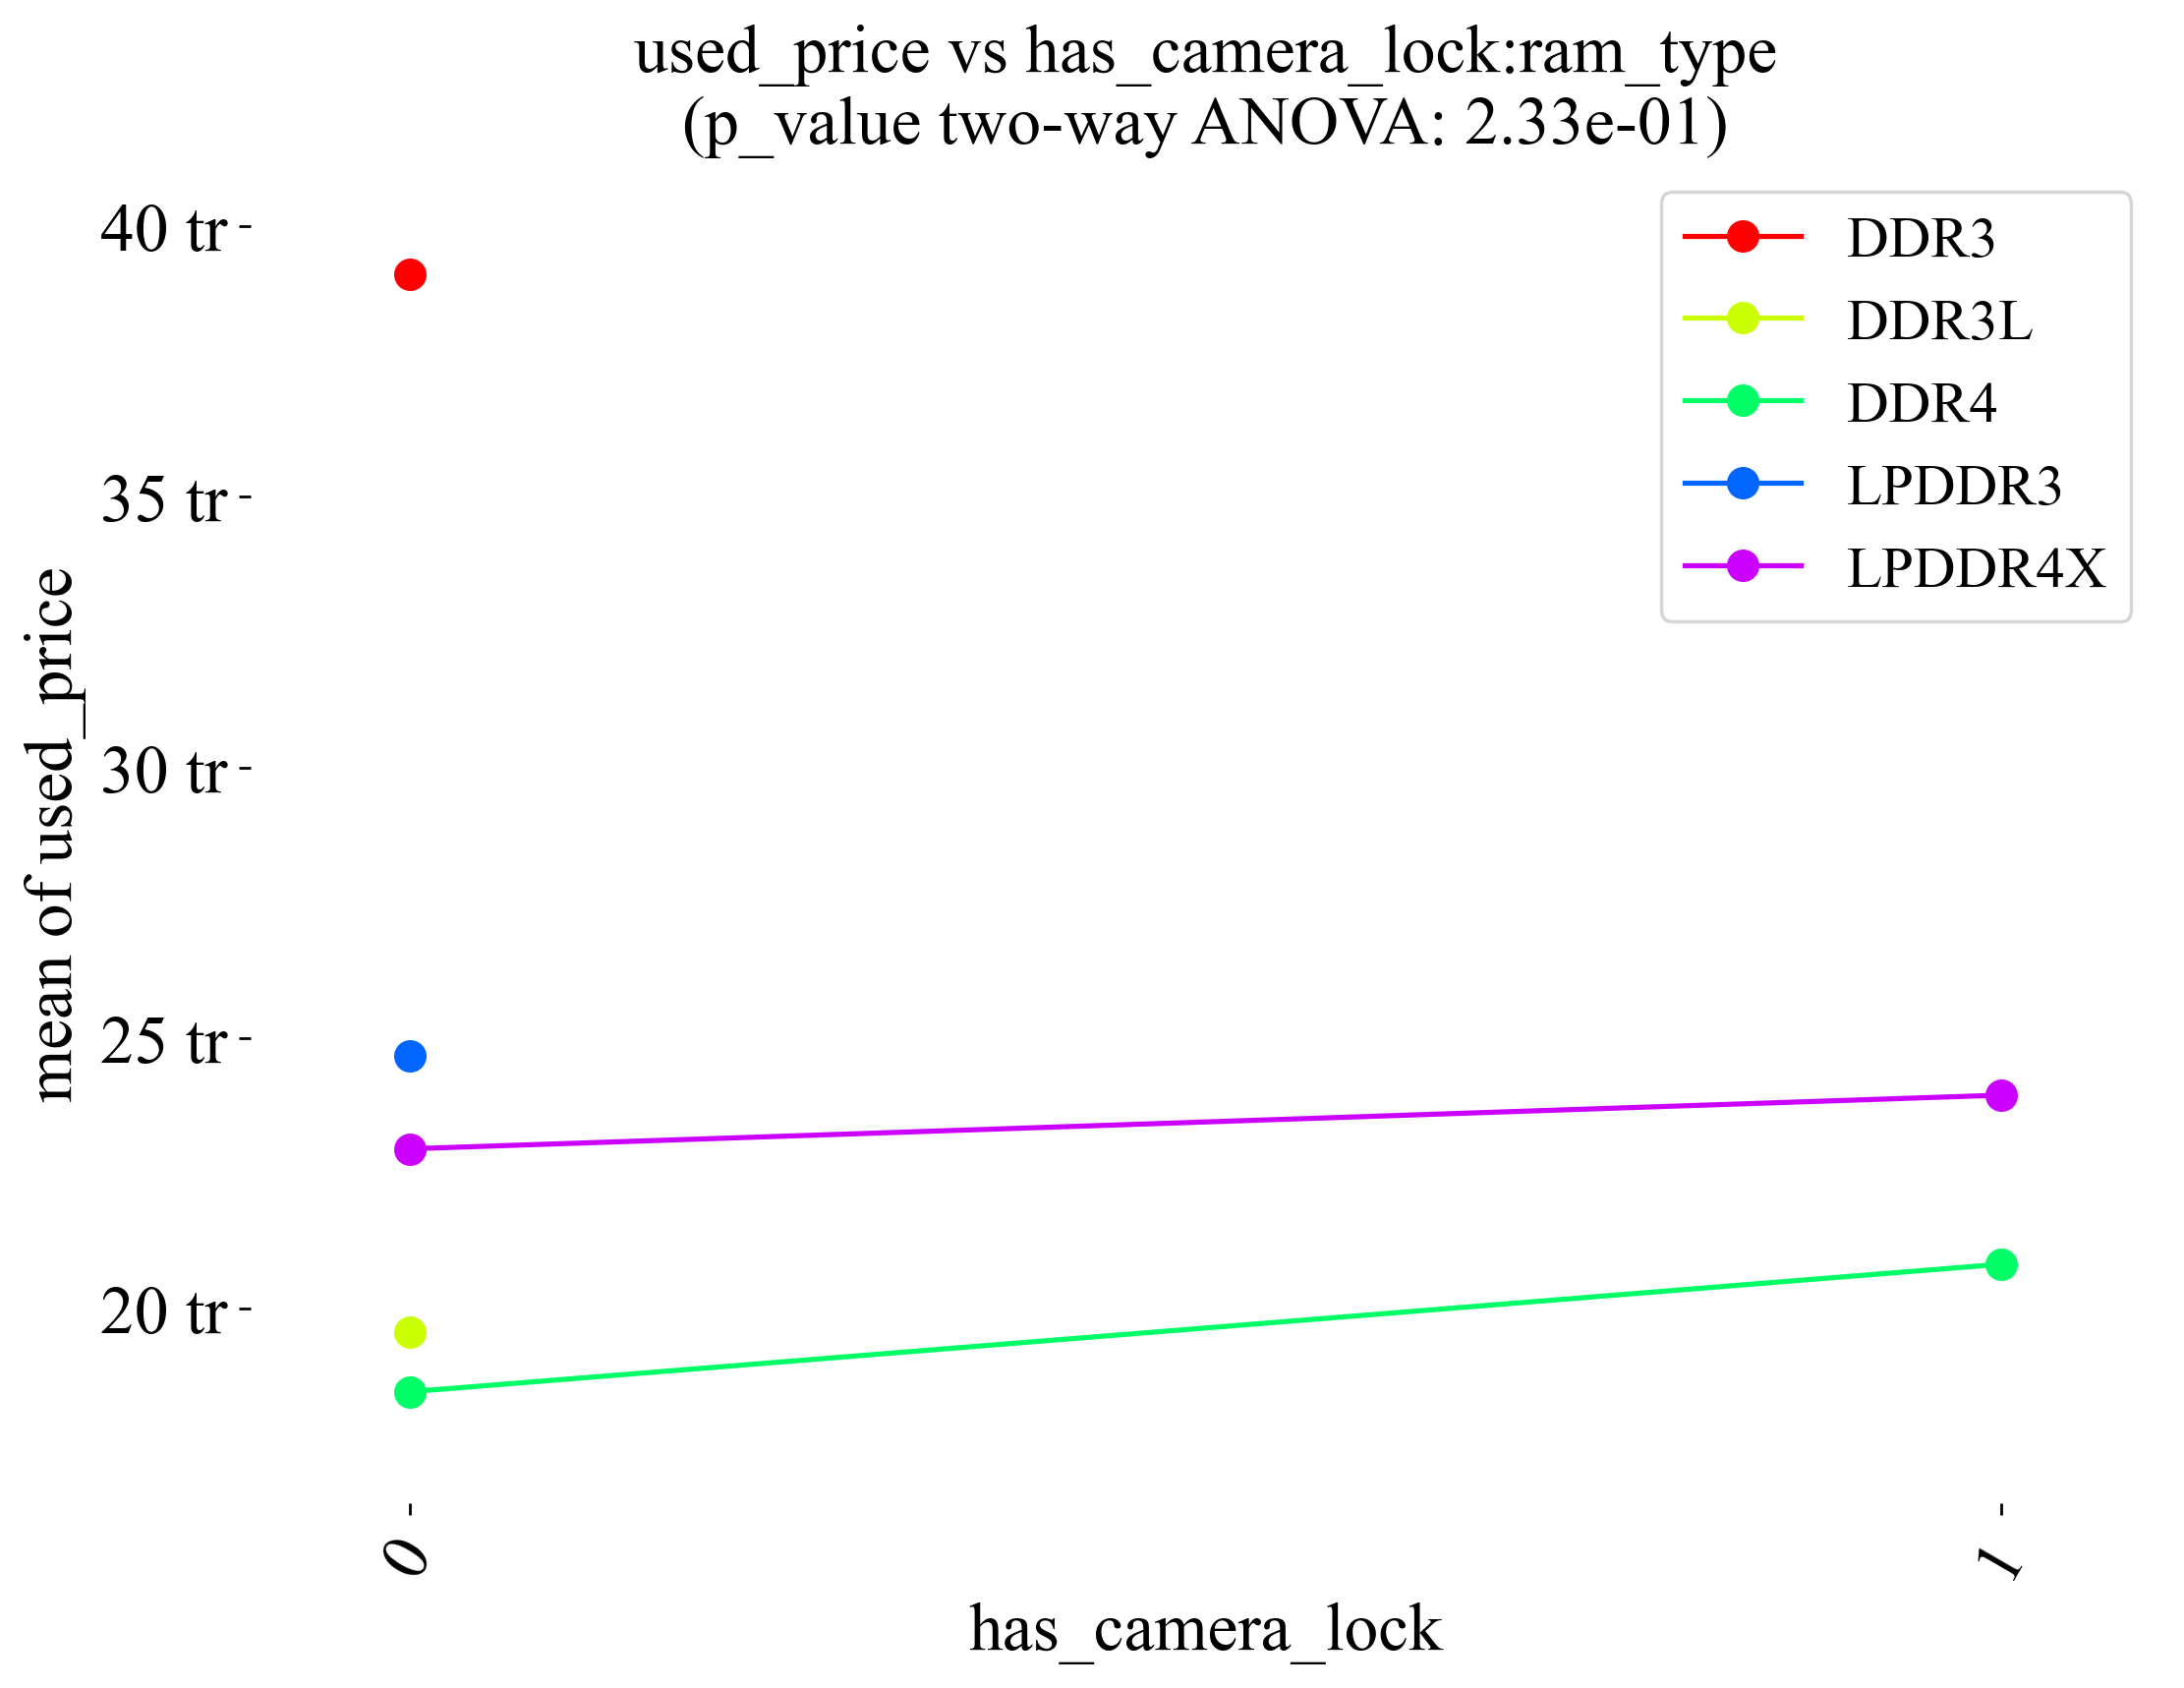 used_price vs has_camera_lock:ram_type
(p_value two-way ANOVA: 2.33e-01)
40 tr
35 tr
30 tr
25 tr
20 tr
mean of used_price
DDR3
DDR3L
DDR4
LPDDR3
LPDDR4X
0
1
has_camera_lock